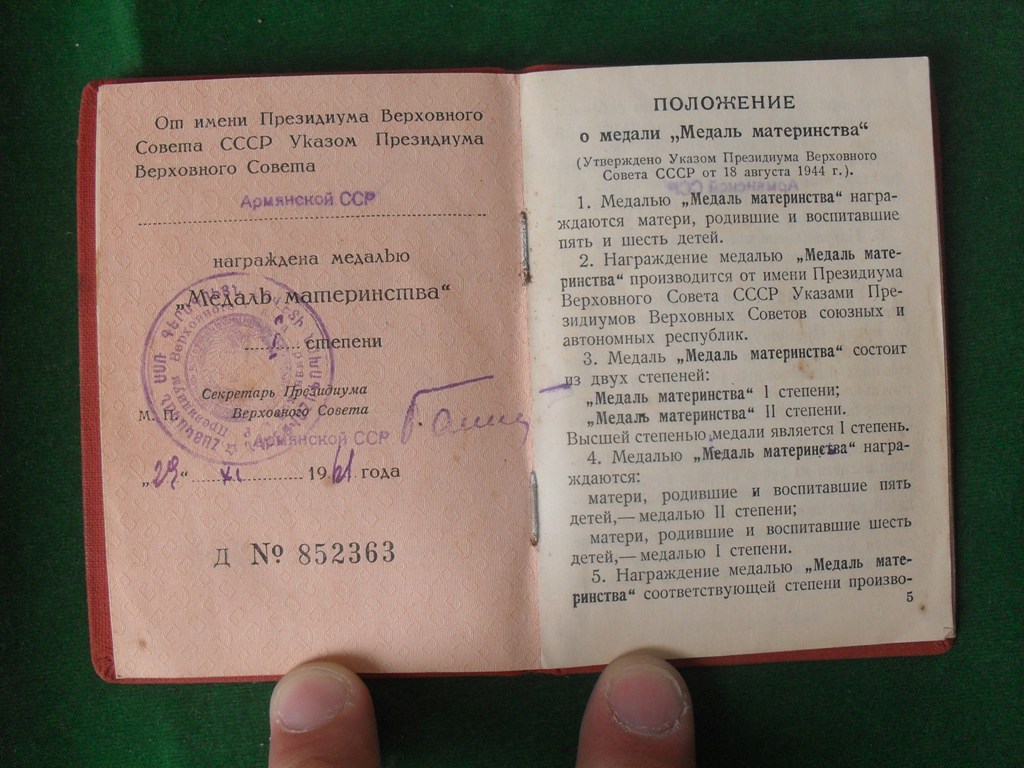 От имени Президиума Верховного
Совета СССР Указом Президиума
Верховного Совета
Армянской ССР
награждена медалью
„Медаль материнства“
степени
Секретарь Президиума
М. П. Верховного Совета
Армянской ССР
„29“ XI 1961 года
Д № 852363
ПОЛОЖЕНИЕ
о медали „Медаль материнства“
(Утверждено Указом Президиума Верховного
Совета СССР от 18 августа 1944 г.).
1. Медалью „Медаль материнства“ награ-
ждаются матери, родившие и воспитавшие
пять и шесть детей.
2. Награждение медалью „Медаль мате-
ринства“ производится от имени Президиума
Верховного Совета СССР Указами Пре-
зидиумов Верховных Советов союзных и
автономных республик.
3. Медаль „Медаль материнства“ состоит
из двух степеней:
„Медаль материнства“ I степени;
„Медаль материнства“ II степени.
Высшей степенью медали является I степень.
4. Медалью „Медаль материнства“ награ-
ждаются:
матери, родившие и воспитавшие пять
детей,— медалью II степени;
матери, родившие и воспитавшие шесть
детей,— медалью I степени.
5. Награждение медалью „Медаль мате-
ринства“ соответствующей степени произво-
5